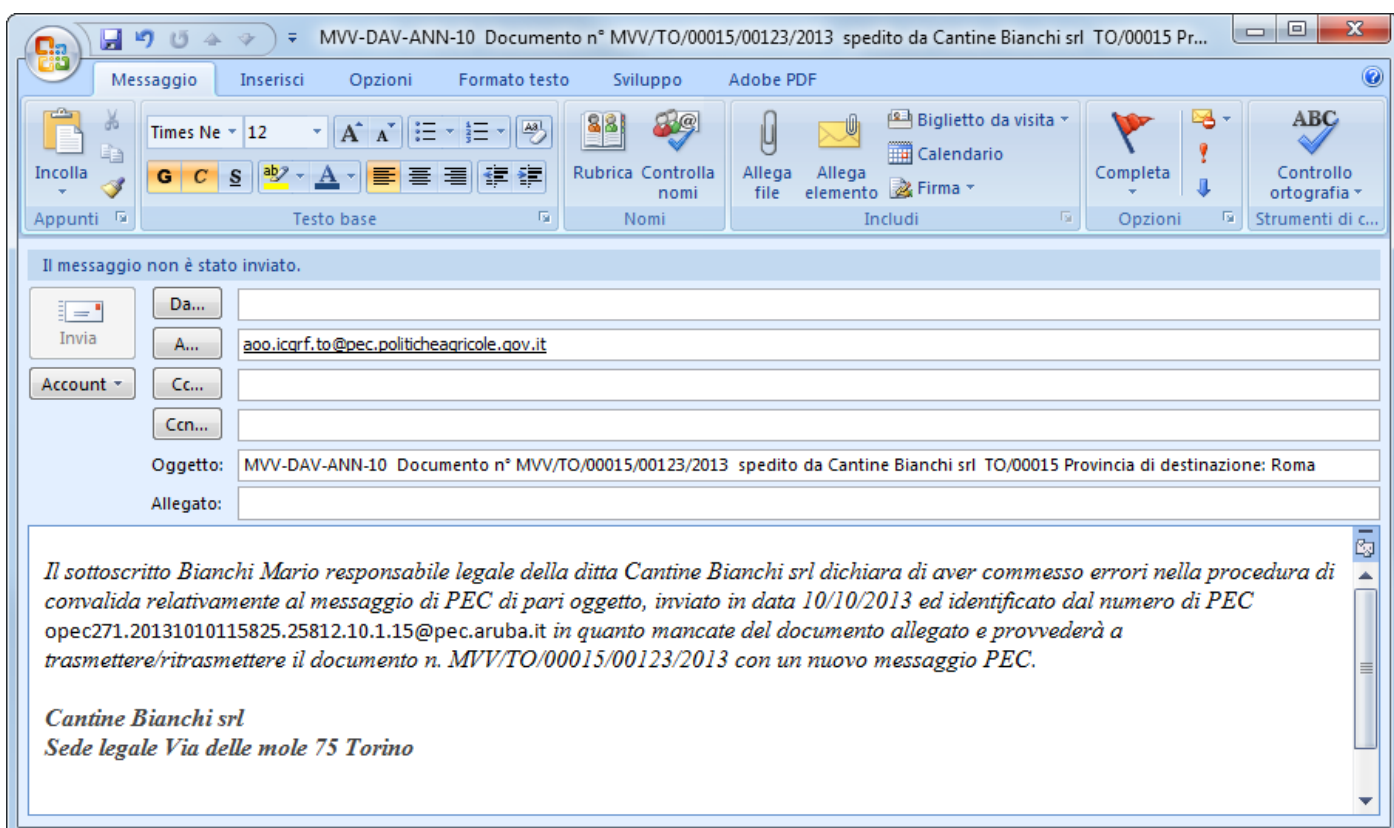 MVV-DAV-ANN-10 Documento n° MVV/TO/00015/00123/2013 spedito da Cantine Bianchi srl TO/00015 Pr...
Messaggio Inserisci Opzioni Formato testo Sviluppo Adobe PDF
Incolla
Appunti
Times Ne 12
G C S
Testo base
Rubrica
Controlla
nomi
Nomi
Allega
file
Allega
elemento
Biglietto da visita
Calendario
Firma
Includi
Completa
Opzioni
ABC
Controllo
ortografia
Strumenti di c...
Il messaggio non è stato inviato.
Invia
Account
Da...
A... aoo.icqrf.to@pec.politicheagricole.gov.it
Cc...
Ccn...
Oggetto: MVV-DAV-ANN-10 Documento n° MVV/TO/00015/00123/2013 spedito da Cantine Bianchi srl TO/00015 Provincia di destinazione: Roma
Allegato:
Il sottoscritto Bianchi Mario responsabile legale della ditta Cantine Bianchi srl dichiara di aver commesso errori nella procedura di
convalida relativamente al messaggio di PEC di pari oggetto, inviato in data 10/10/2013 ed identificato dal numero di PEC
opec271.20131010115825.25812.10.1.15@pec.aruba.it in quanto mancate del documento allegato e provvederà a
trasmettere/ritrasmettere il documento n. MVV/TO/00015/00123/2013 con un nuovo messaggio PEC.
Cantine Bianchi srl
Sede legale Via delle mole 75 Torino